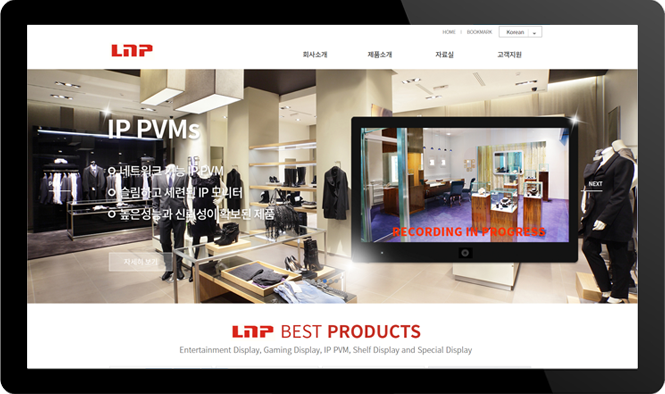 HOME | BOOKMARK Korean
LNP
회사소개 제품소개 자료실 고객지원
IP PVMs
네트워크 기능 IP PVM
슬림하고 세련된 IP 모니터
높은성능과 신뢰성이 확보된 제품
NEXT
RECORDING IN PROGRESS
자세히 보기
LNP BEST PRODUCTS
Entertainment Display, Gaming Display, IP PVM, Shelf Display and Special Display